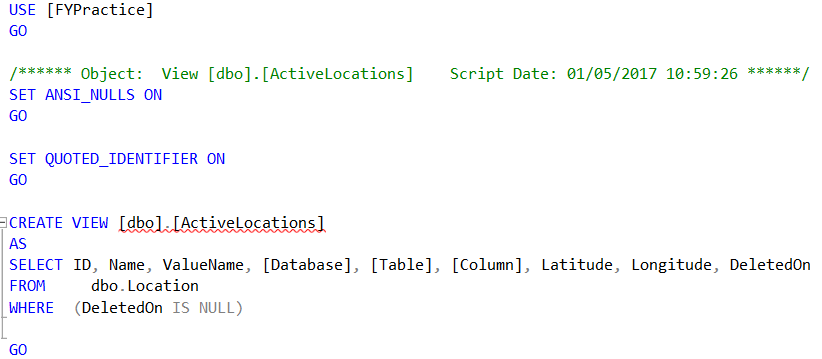 USE [FYPractice]
GO
/****** Object:  View [dbo].[ActiveLocations]    Script Date: 01/05/2017 10:59:26 ******/
SET ANSI_NULLS ON
GO
SET QUOTED_IDENTIFIER ON
GO
CREATE VIEW [dbo].[ActiveLocations]
AS
SELECT ID, Name, ValueName, [Database], [Table], [Column], Latitude, Longitude, DeletedOn
FROM     dbo.Location
WHERE  (DeletedOn IS NULL)
GO